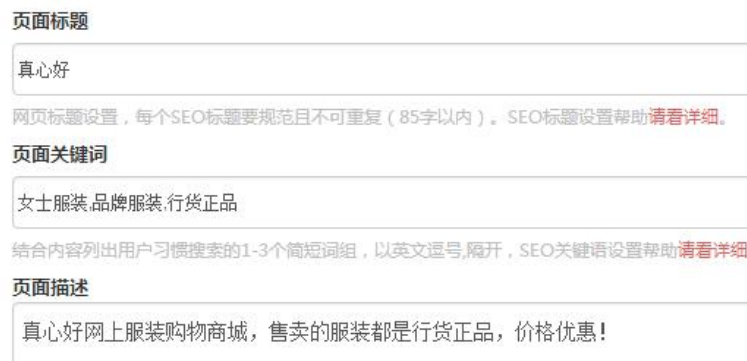 页面标题
真心好
网页标题设置，每个SEO标题要规范且不可重复（85字以内）。SEO标题设置帮助请看详细。
页面关键词
女士服装,品牌服装,行货正品
结合内容列出用户习惯搜索的1-3个简短词组，以英文逗号,隔开，SEO关键语设置帮助请看详细
页面描述
真心好网上服装购物商城，售卖的服装都是行货正品，价格优惠！